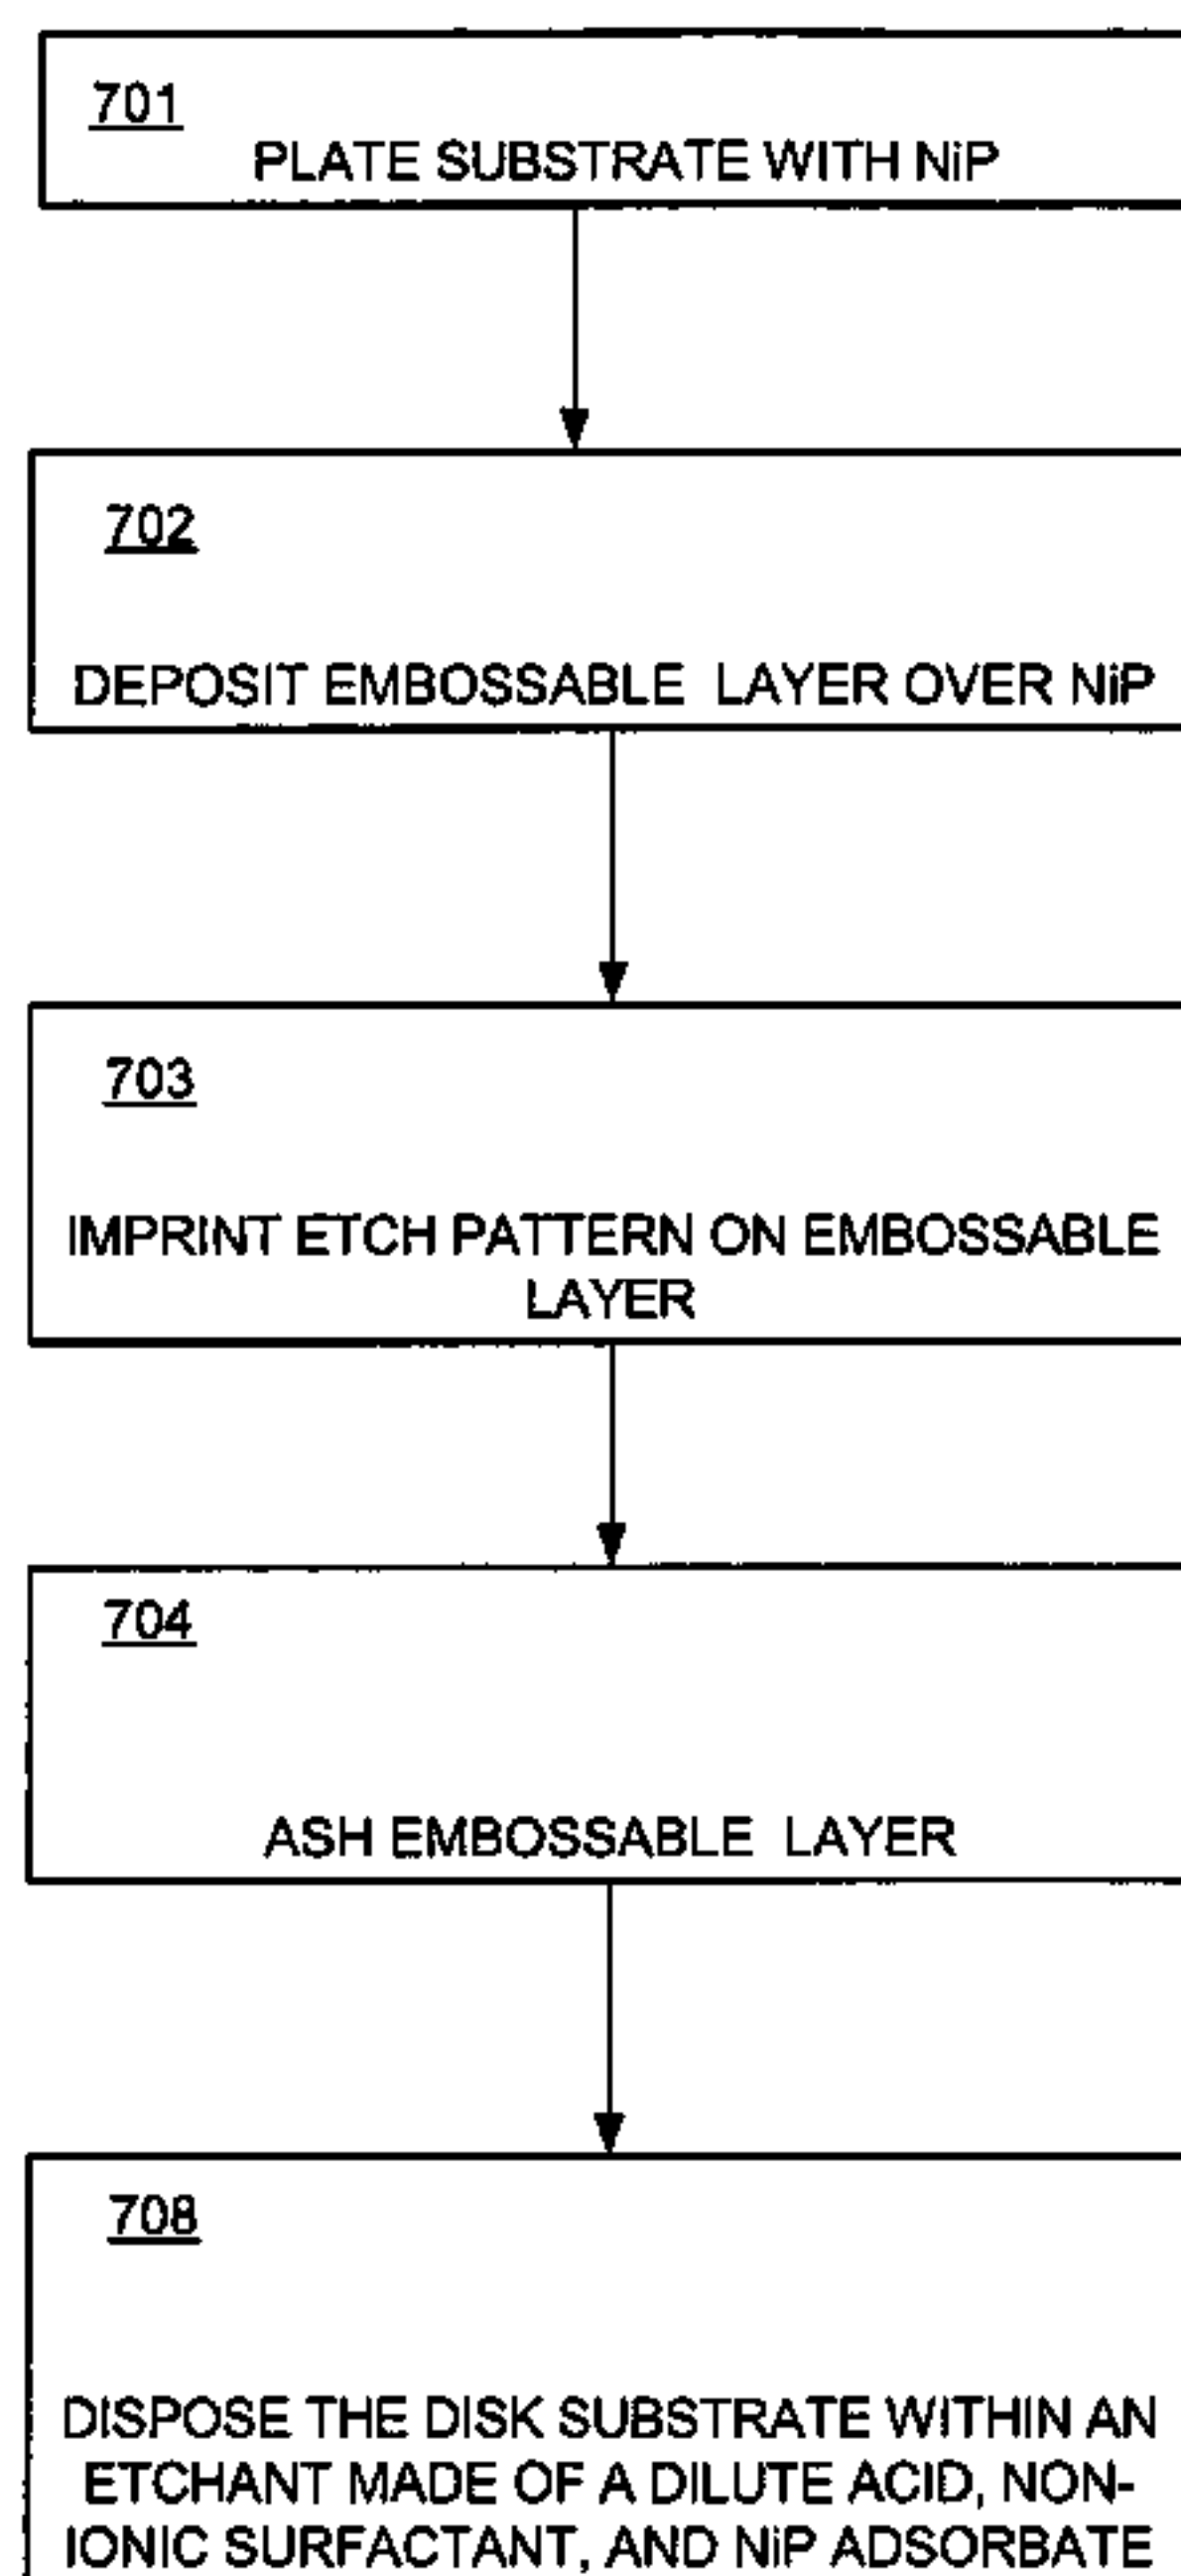 701
PLATE SUBSTRATE WITH NiP
702
DEPOSIT EMBOSSABLE LAYER OVER NiP
703
IMPRINT ETCH PATTERN ON EMBOSSABLE
LAYER
704
ASH EMBOSSABLE LAYER
708
DISPOSE THE DISK SUBSTRATE WITHIN AN
ETCHANT MADE OF A DILUTE ACID, NON-
IONIC SURFACTANT, AND NiP ADSORBATE